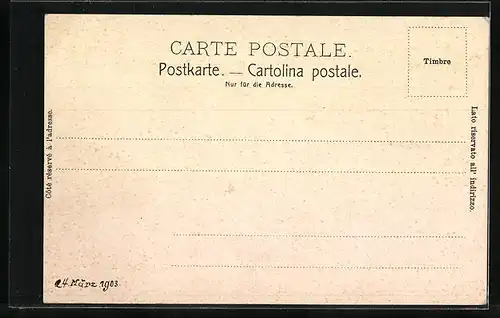 CARTE POSTALE.
Postkarte. — Cartolina postale.
Nur für die Adresse.
Timbre
Côté réservé à l'adresse.
Lato riservato all' indirizzo.
24. März 1903